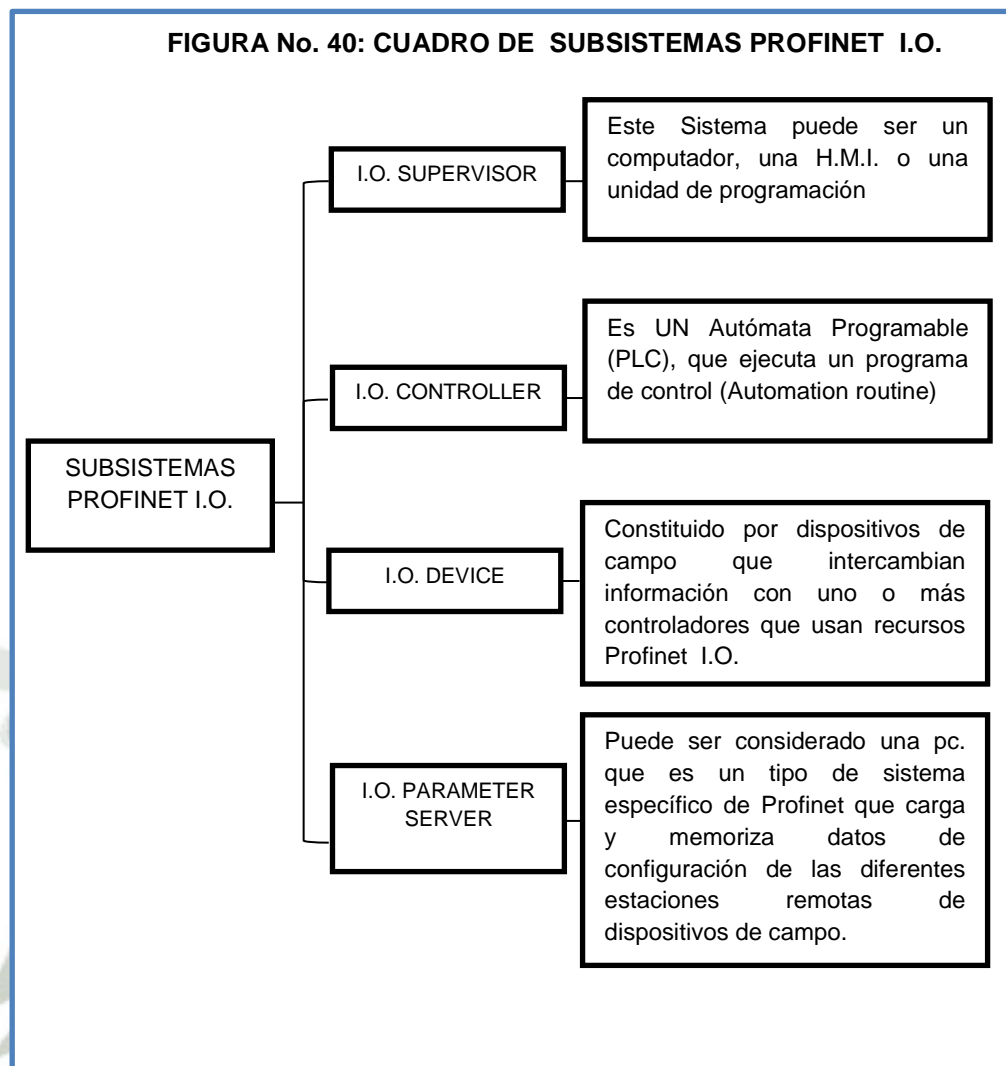 FIGURA No. 40: CUADRO DE SUBSISTEMAS PROFINET I.O.
SUBSISTEMAS
PROFINET I.O.
I.O. SUPERVISOR
Este Sistema puede ser un
computador, una H.M.I. o una
unidad de programación
I.O. CONTROLLER
Es UN Autómata Programable
(PLC), que ejecuta un programa
de control (Automation routine)
I.O. DEVICE
Constituido por dispositivos de
campo que intercambian
información con uno o más
controladores que usan recursos
Profinet I.O.
I.O. PARAMETER
SERVER
Puede ser considerado una pc.
que es un tipo de sistema
específico de Profinet que carga
y memoriza datos de
configuración de las diferentes
estaciones remotas de
dispositivos de campo.